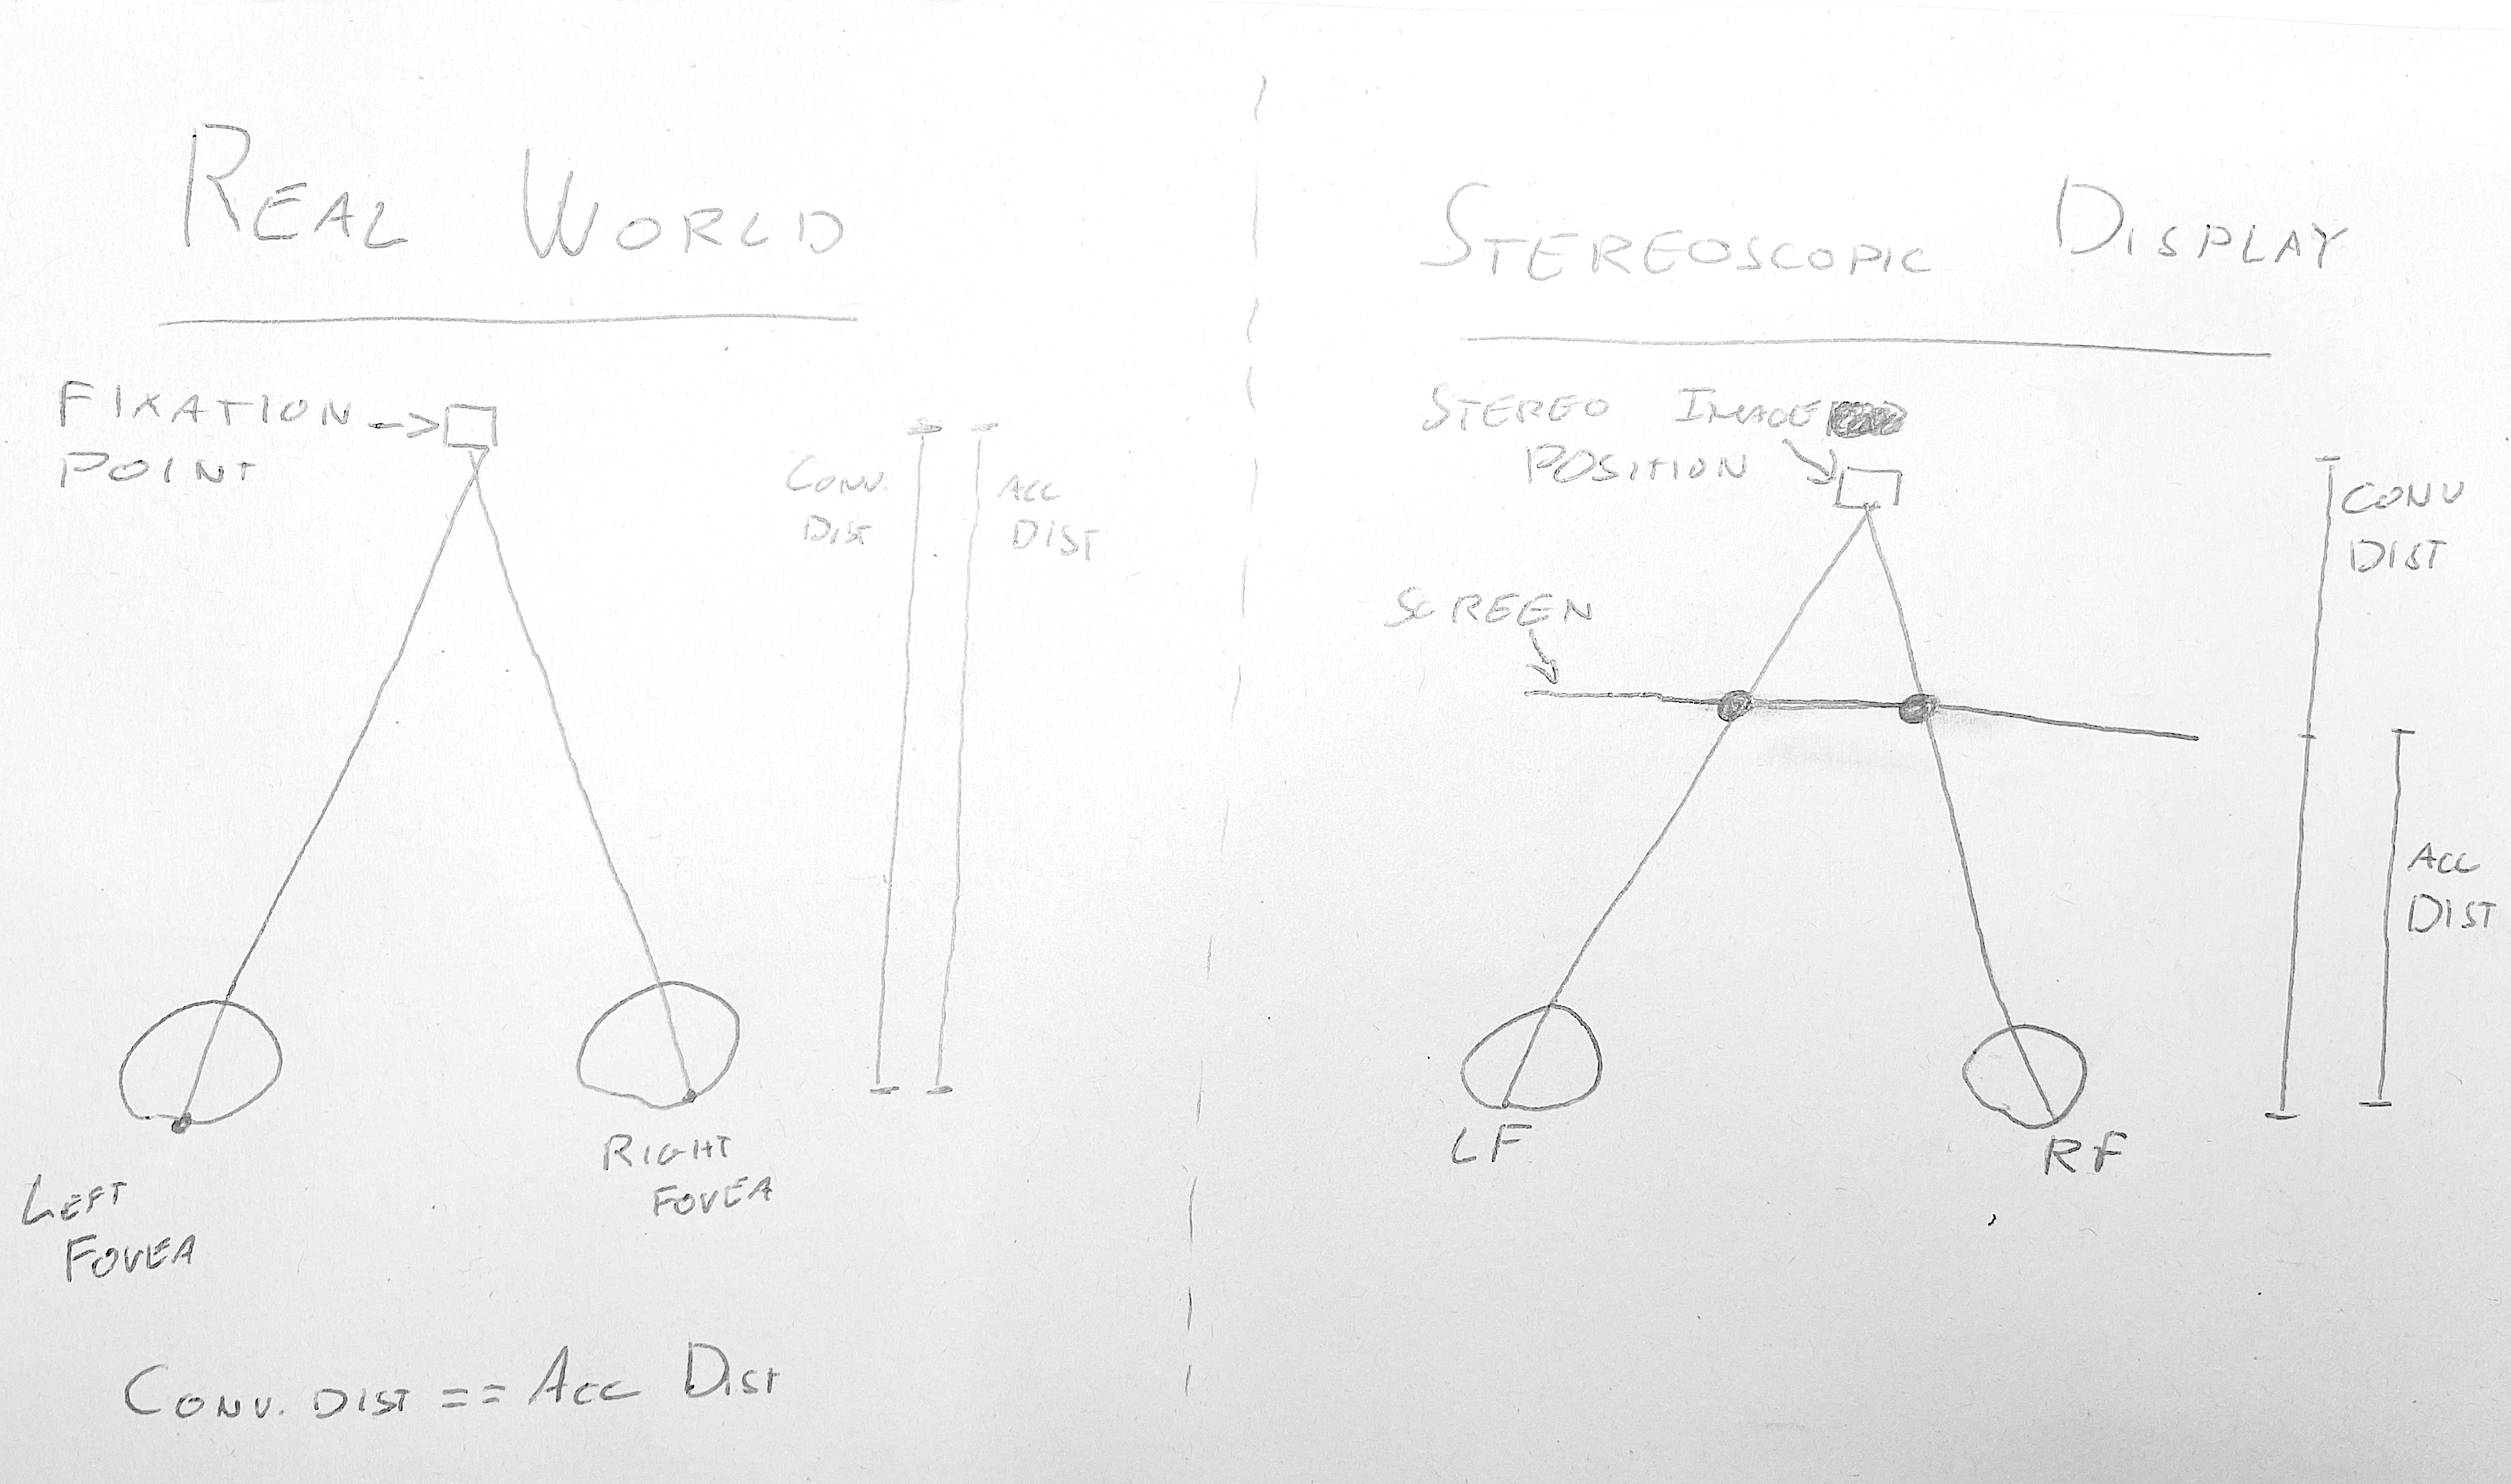 REAL WORLD
FIXATION
POINT
CONV.
DIST
ACC
DIST
LEFT
FOVEA
RIGHT
FOVEA
CONV. DIST == ACC DIST
STEREOSCOPIC DISPLAY
STEREO IMAGE
POSITION
SCREEN
CONV
DIST
ACC
DIST
LF
RF